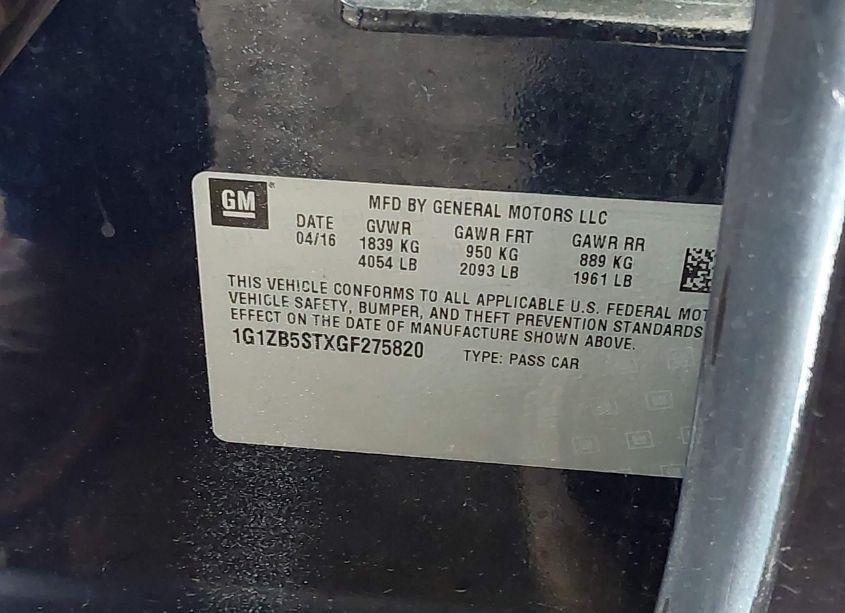 GM MFD BY GENERAL MOTORS LLC
DATE GVWR GAWR FRT GAWR RR
04/16 1839 KG 950 KG 889 KG
4054 LB 2093 LB 1961 LB
THIS VEHICLE CONFORMS TO ALL APPLICABLE U.S. FEDERAL MOT
VEHICLE SAFETY, BUMPER, AND THEFT PREVENTION STANDARDS
EFFECT ON THE DATE OF MANUFACTURE SHOWN ABOVE.
1G1ZB5STXGF275820 TYPE: PASS CAR